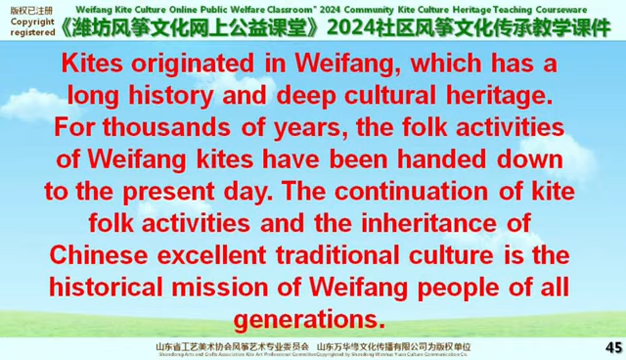 版权已注册
Copyright
registered
Weifang Kite Culture Online Public Welfare Classroom" 2024 Community Kite Culture Heritage Teaching Courseware
《潍坊风筝文化网上公益课堂》2024社区风筝文化传承教学课件
Kites originated in Weifang, which has a
long history and deep cultural heritage.
For thousands of years, the folk activities
of Weifang kites have been handed down
to the present day. The continuation of kite
folk activities and the inheritance of
Chinese excellent traditional culture is the
historical mission of Weifang people of all
generations.
山东省工艺美术协会风筝艺术专业委员会 山东万华缘文化传播有限公司为版权单位
45